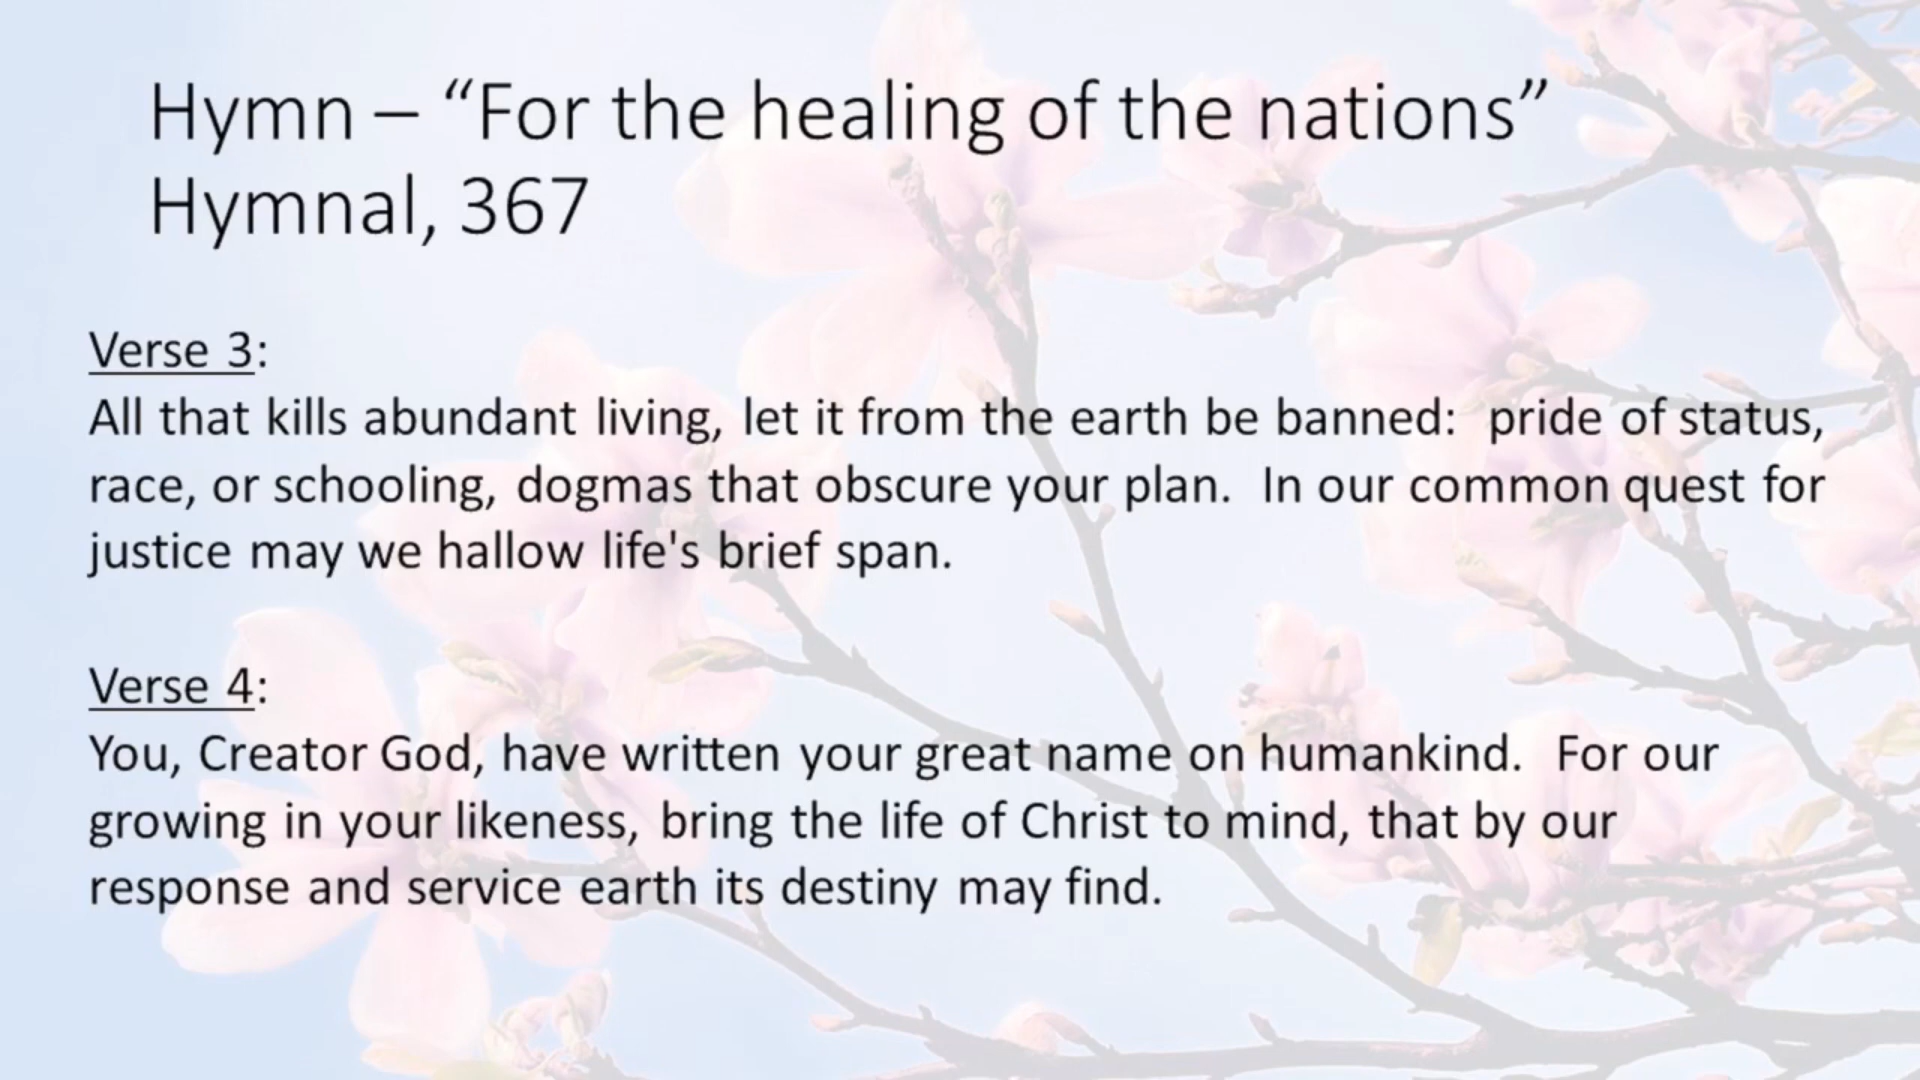 Hymn – “For the healing of the nations”
Hymnal, 367
Verse 3:
All that kills abundant living, let it from the earth be banned:  pride of status,
race, or schooling, dogmas that obscure your plan.  In our common quest for
justice may we hallow life's brief span.
Verse 4:
You, Creator God, have written your great name on humankind.  For our
growing in your likeness, bring the life of Christ to mind, that by our
response and service earth its destiny may find.